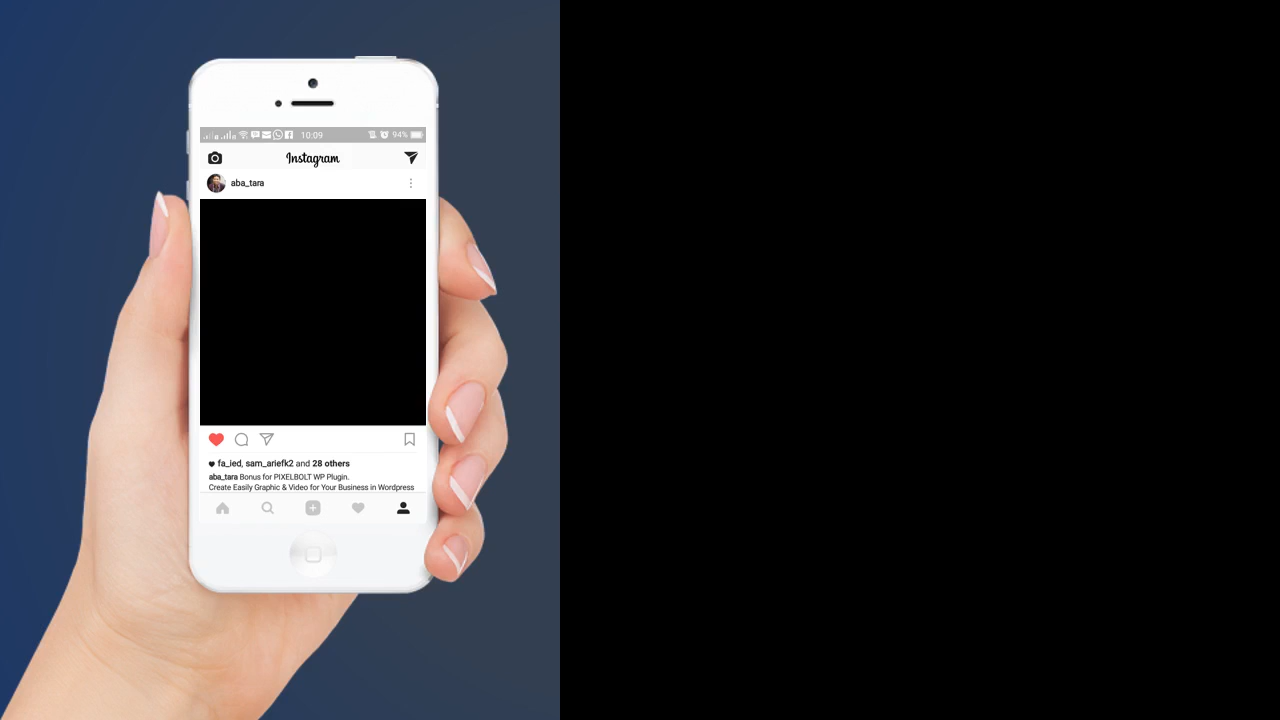 10:09 94%
Instagram
aba_tara
fa_ied, sam_ariefk2 and 28 others
aba_tara Bonus for PIXELBOLT WP Plugin.
Create Easily Graphic & Video for Your Business in Wordpress